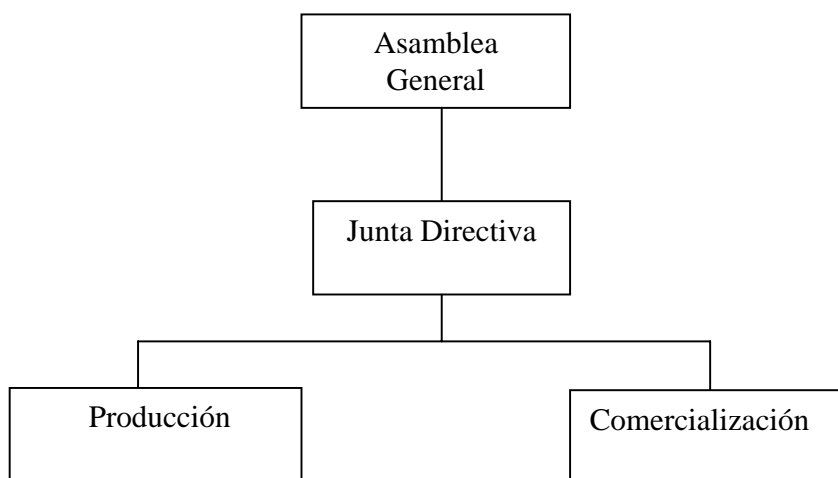 Asamblea
General
Junta Directiva
Producción
Comercialización